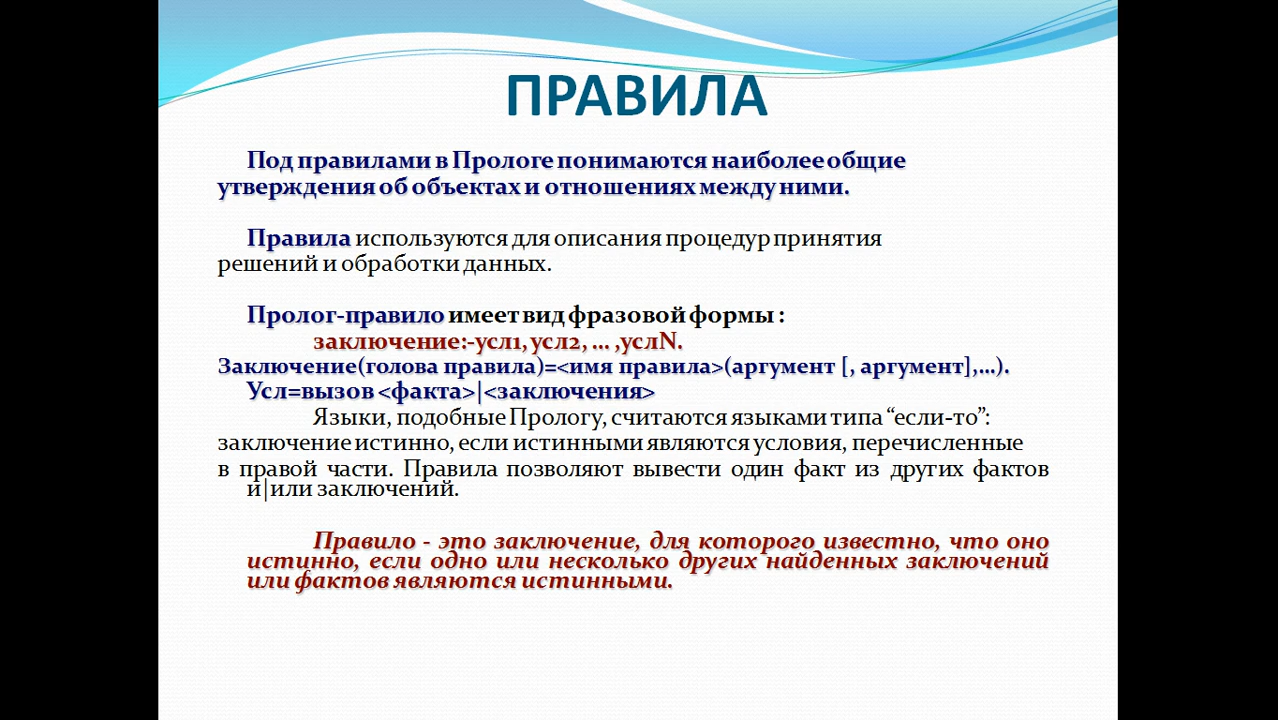 ПРАВИЛА
Под правилами в Прологе понимаются наиболее общие
утверждения об объектах и отношениях между ними.
Правила используются для описания процедур принятия
решений и обработки данных.
Пролог-правило имеет вид фразовой формы :
заключение:-усл1, усл2, ... ,услN.
Заключение(голова правила)=<имя правила>(аргумент [, аргумент],...).
Усл=вызов <факта>|<заключения>
Языки, подобные Прологу, считаются языками типа “если-то”:
заключение истинно, если истинными являются условия, перечисленные
в правой части. Правила позволяют вывести один факт из других фактов
и|или заключений.
Правило - это заключение, для которого известно, что оно
истинно, если одно или несколько других найденных заключений
или фактов являются истинными.